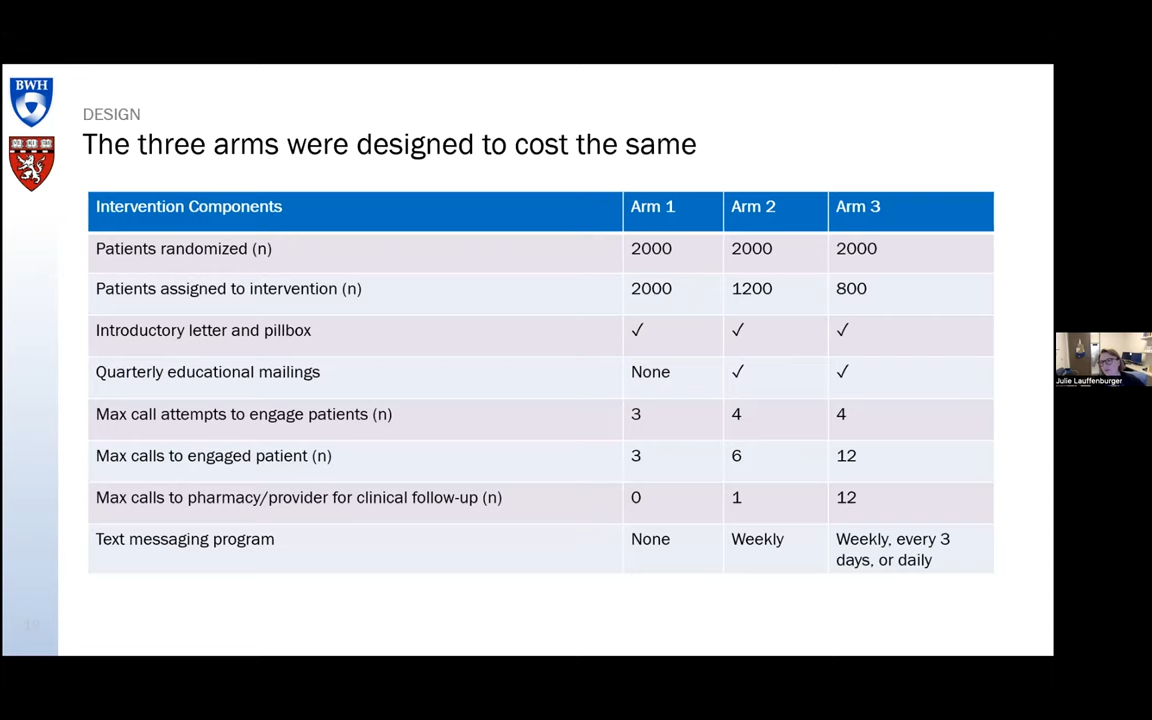 BWH
DESIGN
The three arms were designed to cost the same
Intervention Components Arm 1 Arm 2 Arm 3
Patients randomized (n) 2000 2000 2000
Patients assigned to intervention (n) 2000 1200 800
Introductory letter and pillbox ✓ ✓ ✓
Quarterly educational mailings None ✓ ✓
Max call attempts to engage patients (n) 3 4 4
Max calls to engaged patient (n) 3 6 12
Max calls to pharmacy/provider for clinical follow-up (n) 0 1 12
Text messaging program None Weekly Weekly, every 3
days, or daily
Julie Lauffenburger